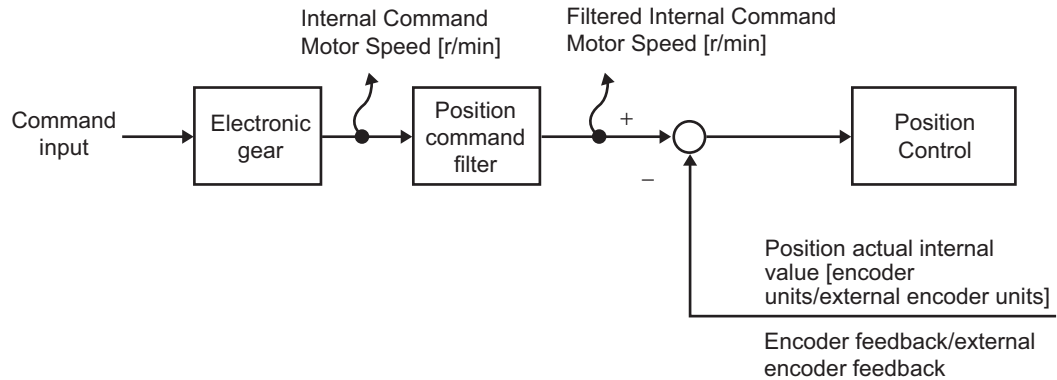 Internal Command
Motor Speed [r/min]
Filtered Internal Command
Motor Speed [r/min]
Command
input
Electronic
gear
Position
command
filter
+
−
Position
Control
Position actual internal
value [encoder
units/external encoder units]
Encoder feedback/external
encoder feedback